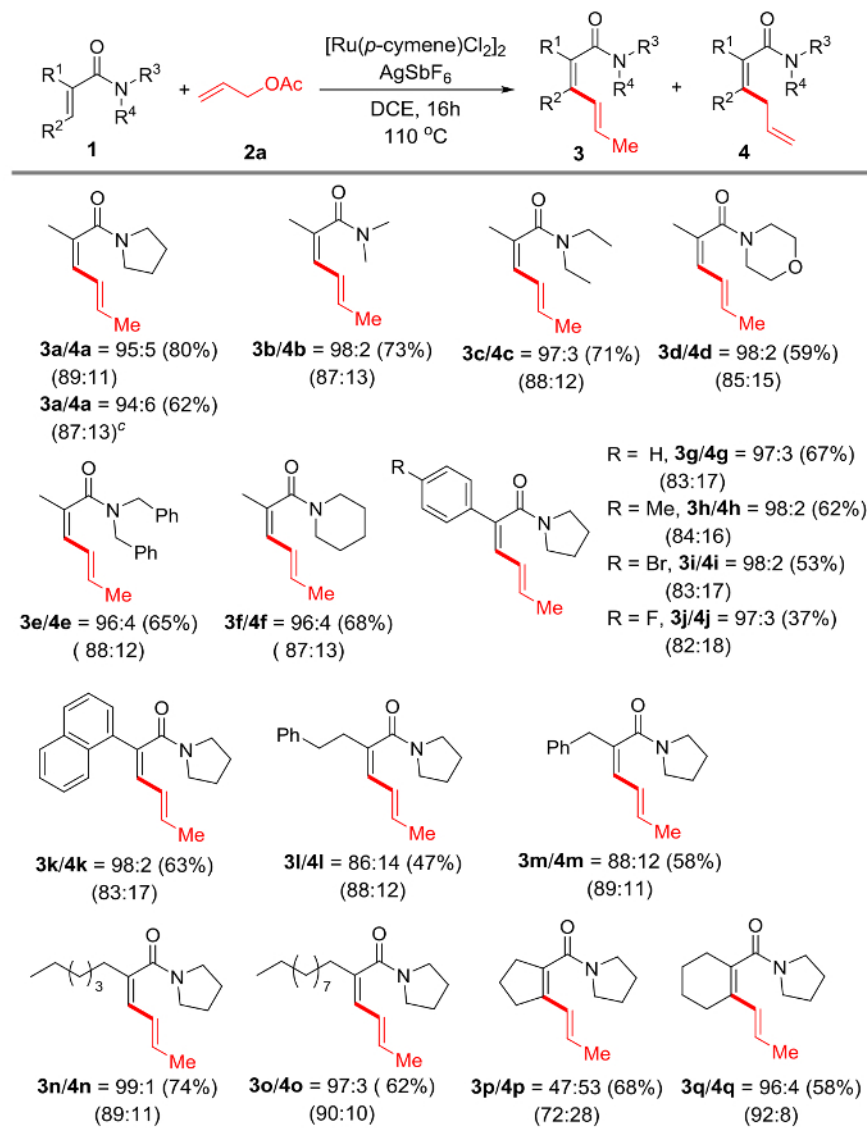 R1 O N R3 R2 R4
1
+
OAc
2a
[Ru(p-cymene)Cl2]2
AgSbF6
DCE, 16h
110 oC
R1 O N R3 R2 R4 Me
3
+
R1 O N R3 R2 R4
4
O N Me
3a/4a = 95:5 (80%)
(89:11)
3a/4a = 94:6 (62%)
(87:13)c
O N Me
3b/4b = 98:2 (73%)
(87:13)
O N Me
3c/4c = 97:3 (71%)
(88:12)
O N O Me
3d/4d = 98:2 (59%)
(85:15)
O N Ph Ph Me
3e/4e = 96:4 (65%)
( 88:12)
O N Me
3f/4f = 96:4 (68%)
( 87:13)
R O N Me
R = H, 3g/4g = 97:3 (67%)
(83:17)
R = Me, 3h/4h = 98:2 (62%)
(84:16)
R = Br, 3i/4i = 98:2 (53%)
(83:17)
R = F, 3j/4j = 97:3 (37%)
(82:18)
O N Me
3k/4k = 98:2 (63%)
(83:17)
Ph O N Me
3l/4l = 86:14 (47%)
(88:12)
Ph O N Me
3m/4m = 88:12 (58%)
(89:11)
( )3 O N Me
3n/4n = 99:1 (74%)
(89:11)
( )7 O N Me
3o/4o = 97:3 ( 62%)
(90:10)
O N Me
3p/4p = 47:53 (68%)
(72:28)
O N Me
3q/4q = 96:4 (58%)
(92:8)